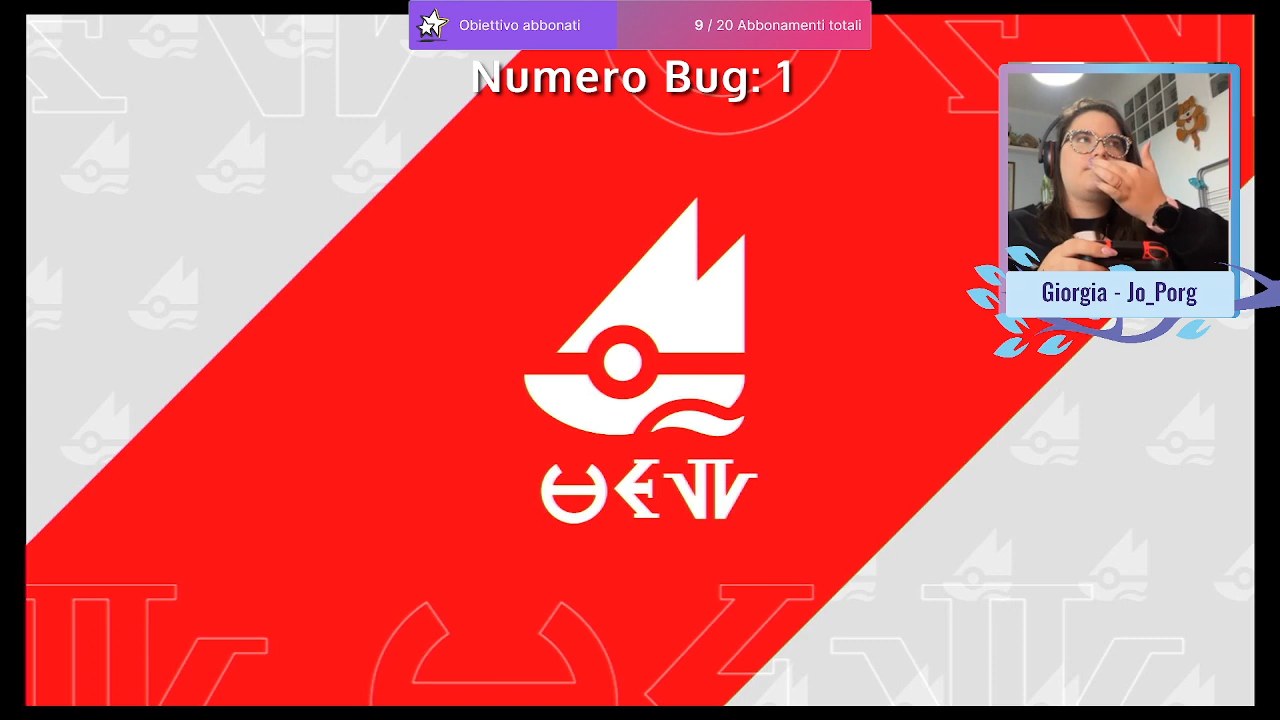 Obiettivo abbonati
9 / 20 Abbonamenti totali
Numero Bug: 1
Giorgia - Jo_Porg